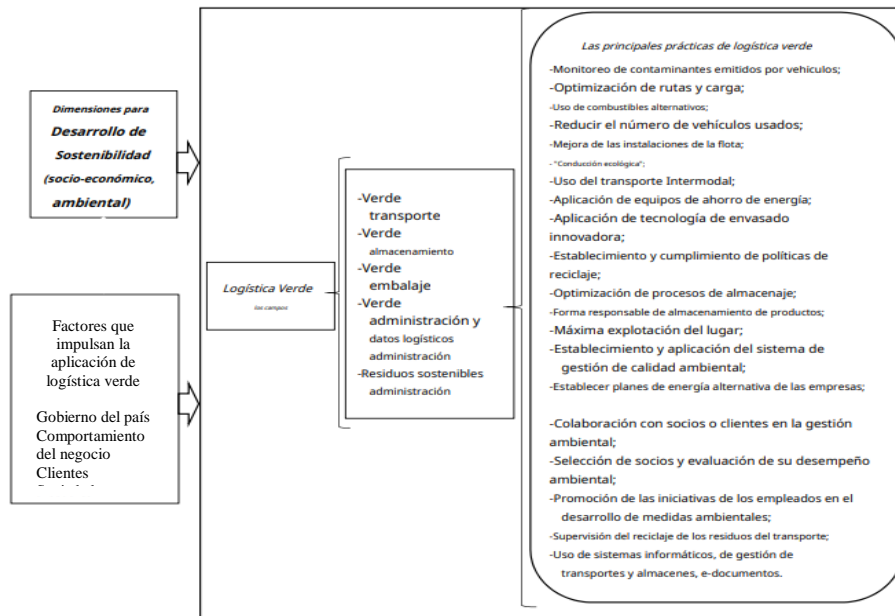 Dimensiones para
Desarrollo de
Sostenibilidad
(socio-económico,
ambiental)
Factores que
impulsan la
aplicación de
logística verde
Gobierno del país
Comportamiento
del negocio
Clientes
Logística Verde
los campos
-Verde
transporte
-Verde
almacenamiento
-Verde
embalaje
-Verde
administración y
datos logísticos
administración
-Residuos sostenibles
administración
Las principales prácticas de logística verde
-Monitoreo de contaminantes emitidos por vehículos;
-Optimización de rutas y carga;
-Uso de combustibles alternativos;
-Reducir el número de vehículos usados;
-Mejora de las instalaciones de la flota;
- "Conducción ecológica";
-Uso del transporte Intermodal;
-Aplicación de equipos de ahorro de energía;
-Aplicación de tecnología de envasado
innovadora;
-Establecimiento y cumplimiento de políticas de
reciclaje;
-Optimización de procesos de almacenaje;
-Forma responsable de almacenamiento de productos;
-Máxima explotación del lugar;
-Establecimiento y aplicación del sistema de
gestión de calidad ambiental;
-Establecer planes de energía alternativa de las empresas;
-Colaboración con socios o clientes en la gestión
ambiental;
-Selección de socios y evaluación de su desempeño
ambiental;
-Promoción de las iniciativas de los empleados en el
desarrollo de medidas ambientales;
-Supervisión del reciclaje de los residuos del transporte;
-Uso de sistemas informáticos, de gestión de
transportes y almacenes, e-documentos.